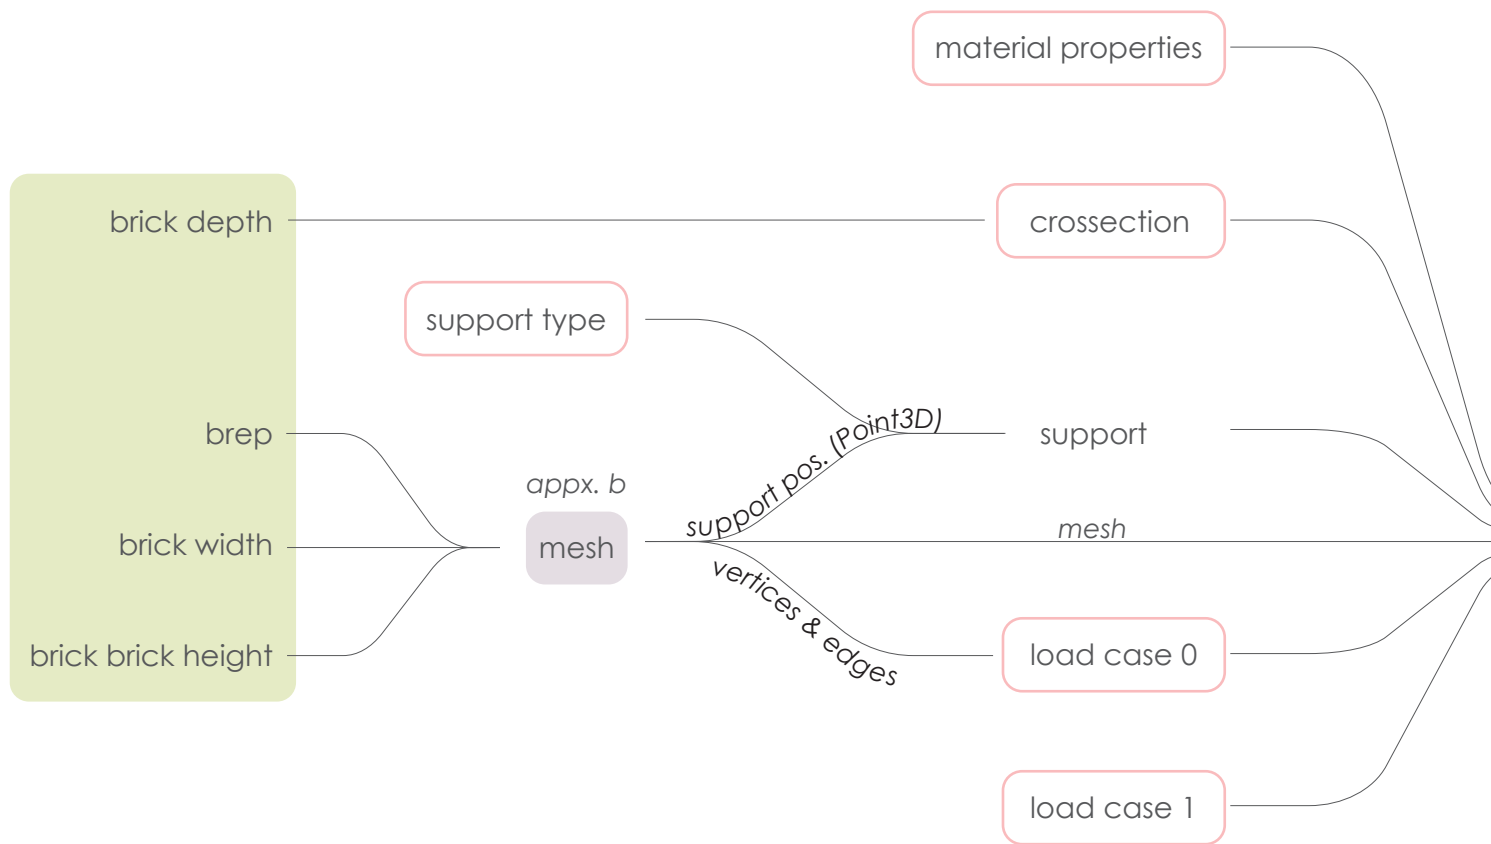 material properties
brick depth
crossection
support type
brep
support pos. (Point3D)
support
appx. b
brick width
mesh
mesh
vertices & edges
brick brick height
load case 0
load case 1